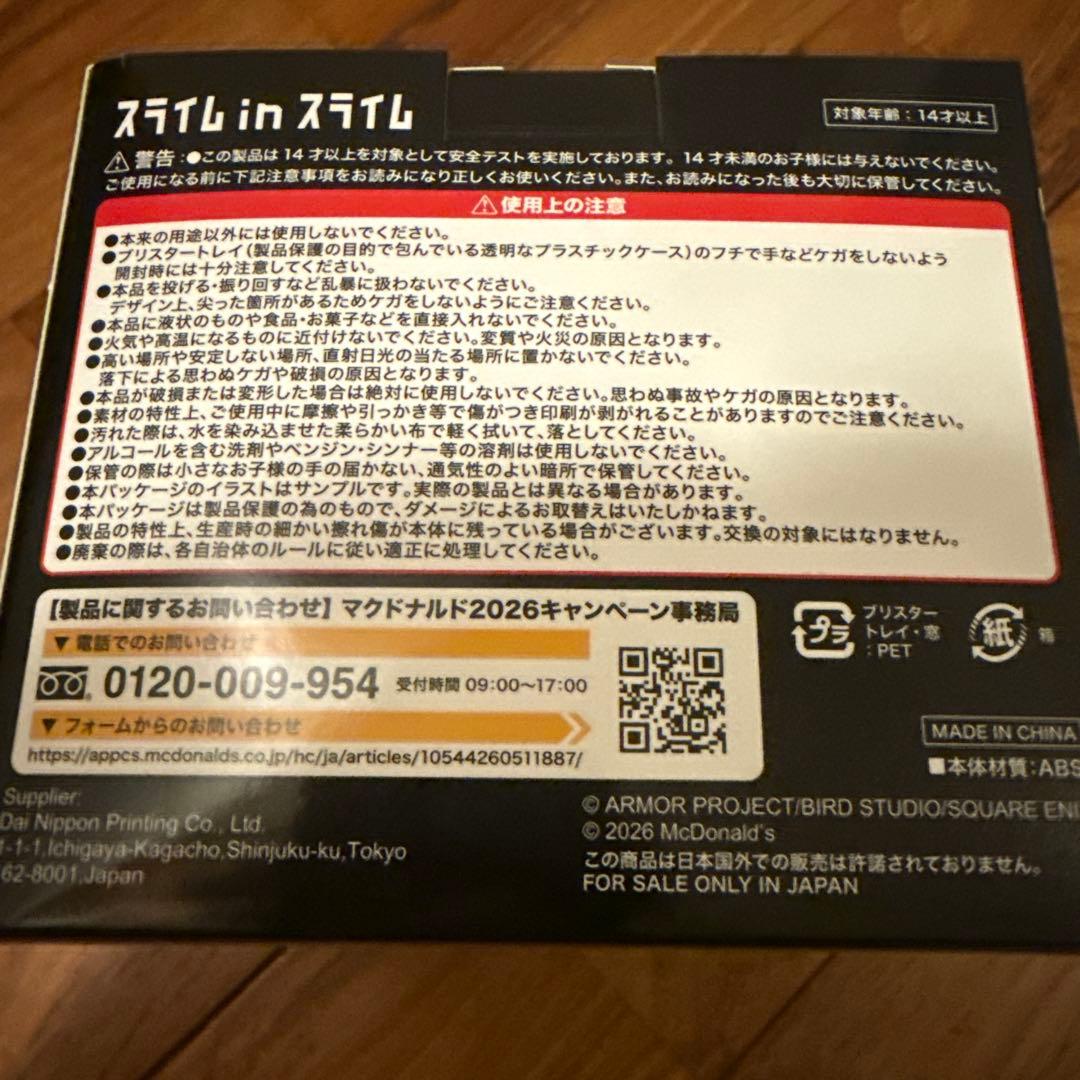 スライム in スライム
対象年齢：14才以上
警告：●この製品は14才以上を対象として安全テストを実施しております。14才未満のお子様には与えないでください。
ご使用になる前に下記注意事項をお読みになり正しくお使いください。また、お読みになった後も大切に保管してください。
使用上の注意
●本来の用途以外には使用しないでください。
●ブリスタートレイ(製品保護の目的で包んでいる透明なプラスチックケース)のフチで手などケガをしないよう
開封時には十分注意してください。
●本品を投げる・振り回すなど乱暴に扱わないでください。
デザイン上、尖った箇所があるためケガをしないようにご注意ください。
●本品に液状のものや食品・お菓子などを直接入れないでください。
●火気や高温になるものに近付けないでください。変質や火災の原因となります。
●高い場所や安定しない場所、直射日光の当たる場所に置かないでください。
落下による思わぬケガや破損の原因となります。
●本品が破損または変形した場合は絶対に使用しないでください。思わぬ事故やケガの原因となります。
●素材の特性上、ご使用中に摩擦や引っかき等で傷がつき印刷が剥がれることがありますのでご注意ください。
●汚れた際は、水を染み込ませた柔らかい布で軽く拭いて、落としてください。
●アルコールを含む洗剤やベンジン・シンナー等の溶剤は使用しないでください。
●保管の際は小さなお子様の手の届かない、通気性のよい暗所で保管してください。
●本パッケージのイラストはサンプルです。実際の製品とは異なる場合があります。
●本パッケージは製品保護の為のもので、ダメージによるお取替えはいたしかねます。
●製品の特性上、生産時の細かい擦れ傷が本体に残っている場合がございます。交換の対象にはなりません。
●廃棄の際は、各自治体のルールに従い適正に処理してください。
【製品に関するお問い合わせ】マクドナルド2026キャンペーン事務局
▼電話でのお問い合わせ
0120-009-954 受付時間 09:00〜17:00
▼フォームからのお問い合わせ
https://appcs.mcdonalds.co.jp/hc/ja/articles/10544260511887/
プラ
ブリスター
トレイ・窓
：PET
紙
箱
MADE IN CHINA
■本体材質：ABS
Supplier:
Dai Nippon Printing Co., Ltd.
1-1-1,Ichigaya-Kagacho,Shinjuku-ku,Tokyo
62-8001,Japan
© ARMOR PROJECT/BIRD STUDIO/SQUARE ENI
© 2026 McDonald's
この商品は日本国外での販売は許諾されておりません。
FOR SALE ONLY IN JAPAN